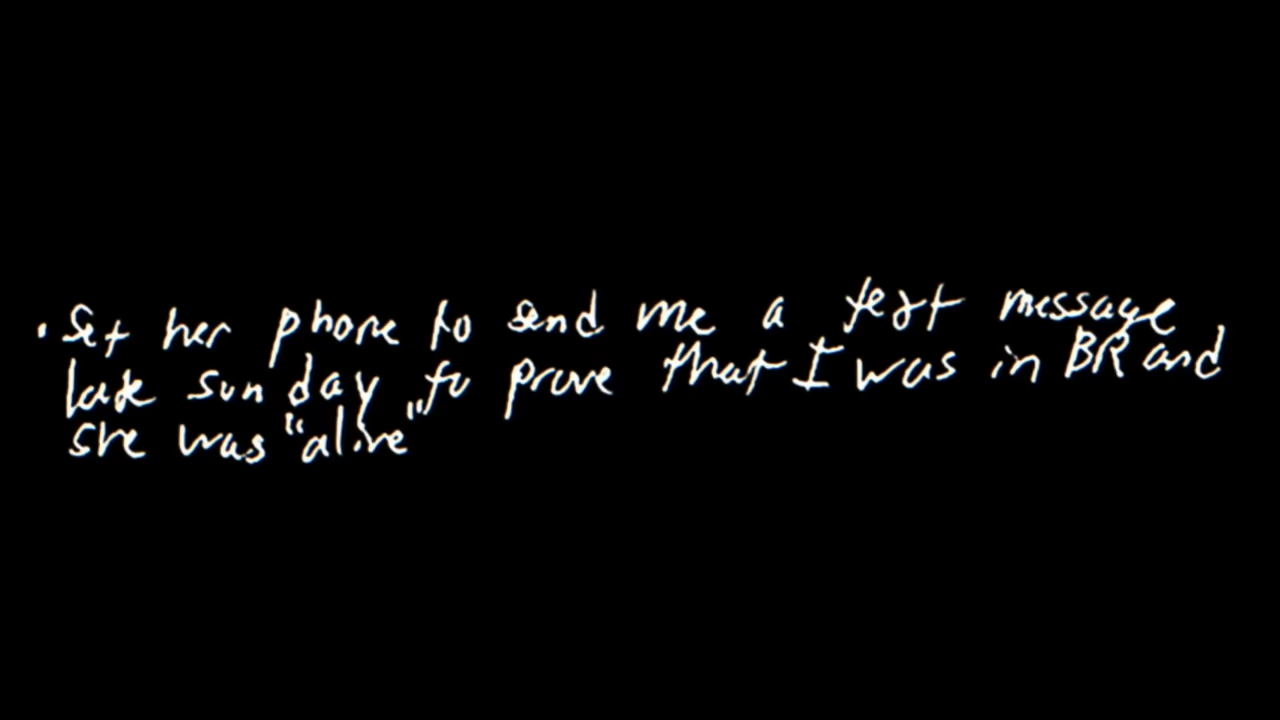 • Set her phone to send me a text message
late sunday to prove that I was in BR and
she was "alive"